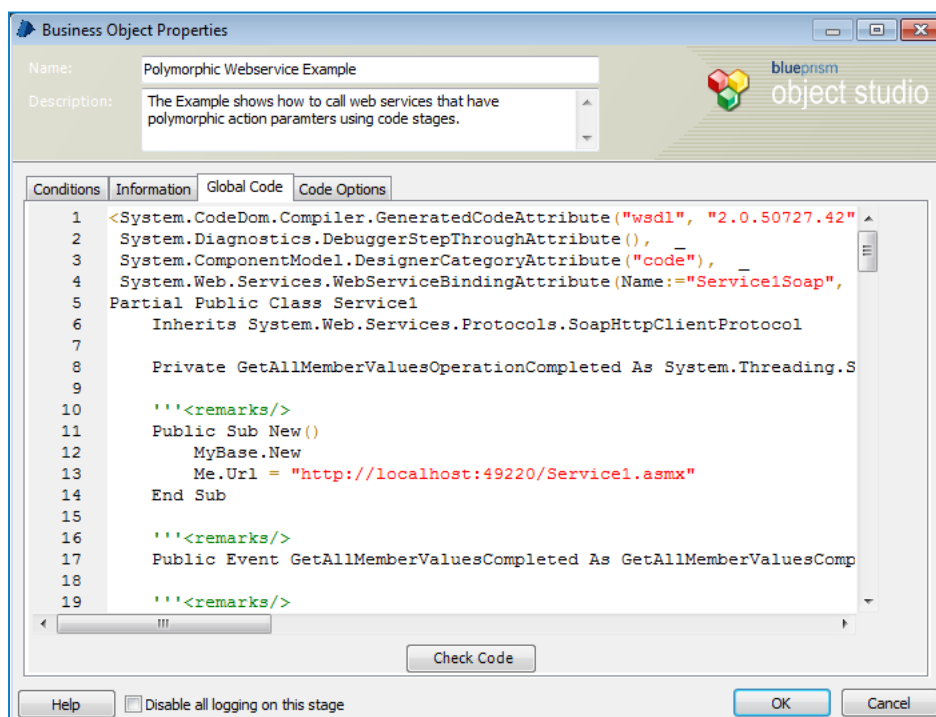 Business Object Properties
Name:
Polymorphic Webservice Example
Description:
The Example shows how to call web services that have
polymorphic action paramters using code stages.
blueprism
object studio
Conditions Information Global Code Code Options
1 <System.CodeDom.Compiler.GeneratedCodeAttribute("wsdl", "2.0.50727.42"
2 System.Diagnostics.DebuggerStepThroughAttribute(), _
3 System.ComponentModel.DesignerCategoryAttribute("code"), _
4 System.Web.Services.WebServiceBindingAttribute(Name:="Service1Soap",
5 Partial Public Class Service1
6 Inherits System.Web.Services.Protocols.SoapHttpClientProtocol
7
8 Private GetAllMemberValuesOperationCompleted As System.Threading.S
9
10 '''<remarks/>
11 Public Sub New()
12 MyBase.New
13 Me.Url = "http://localhost:49220/Service1.asmx"
14 End Sub
15
16 '''<remarks/>
17 Public Event GetAllMemberValuesCompleted As GetAllMemberValuesComp
18
19 '''<remarks/>
Check Code
Help
Disable all logging on this stage
OK
Cancel